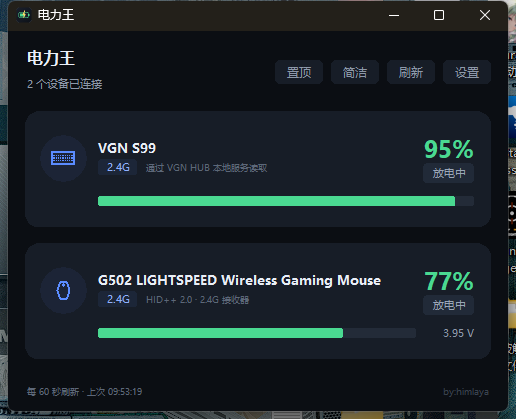 电力王
电力王
2 个设备已连接
置顶 简洁 刷新 设置
VGN S99
2.4G 通过 VGN HUB 本地服务读取
95%
放电中
G502 LIGHTSPEED Wireless Gaming Mouse
2.4G HID++ 2.0 · 2.4G 接收器
77%
放电中
3.95 V
每 60 秒刷新 · 上次 09:53:19
by:himlaya